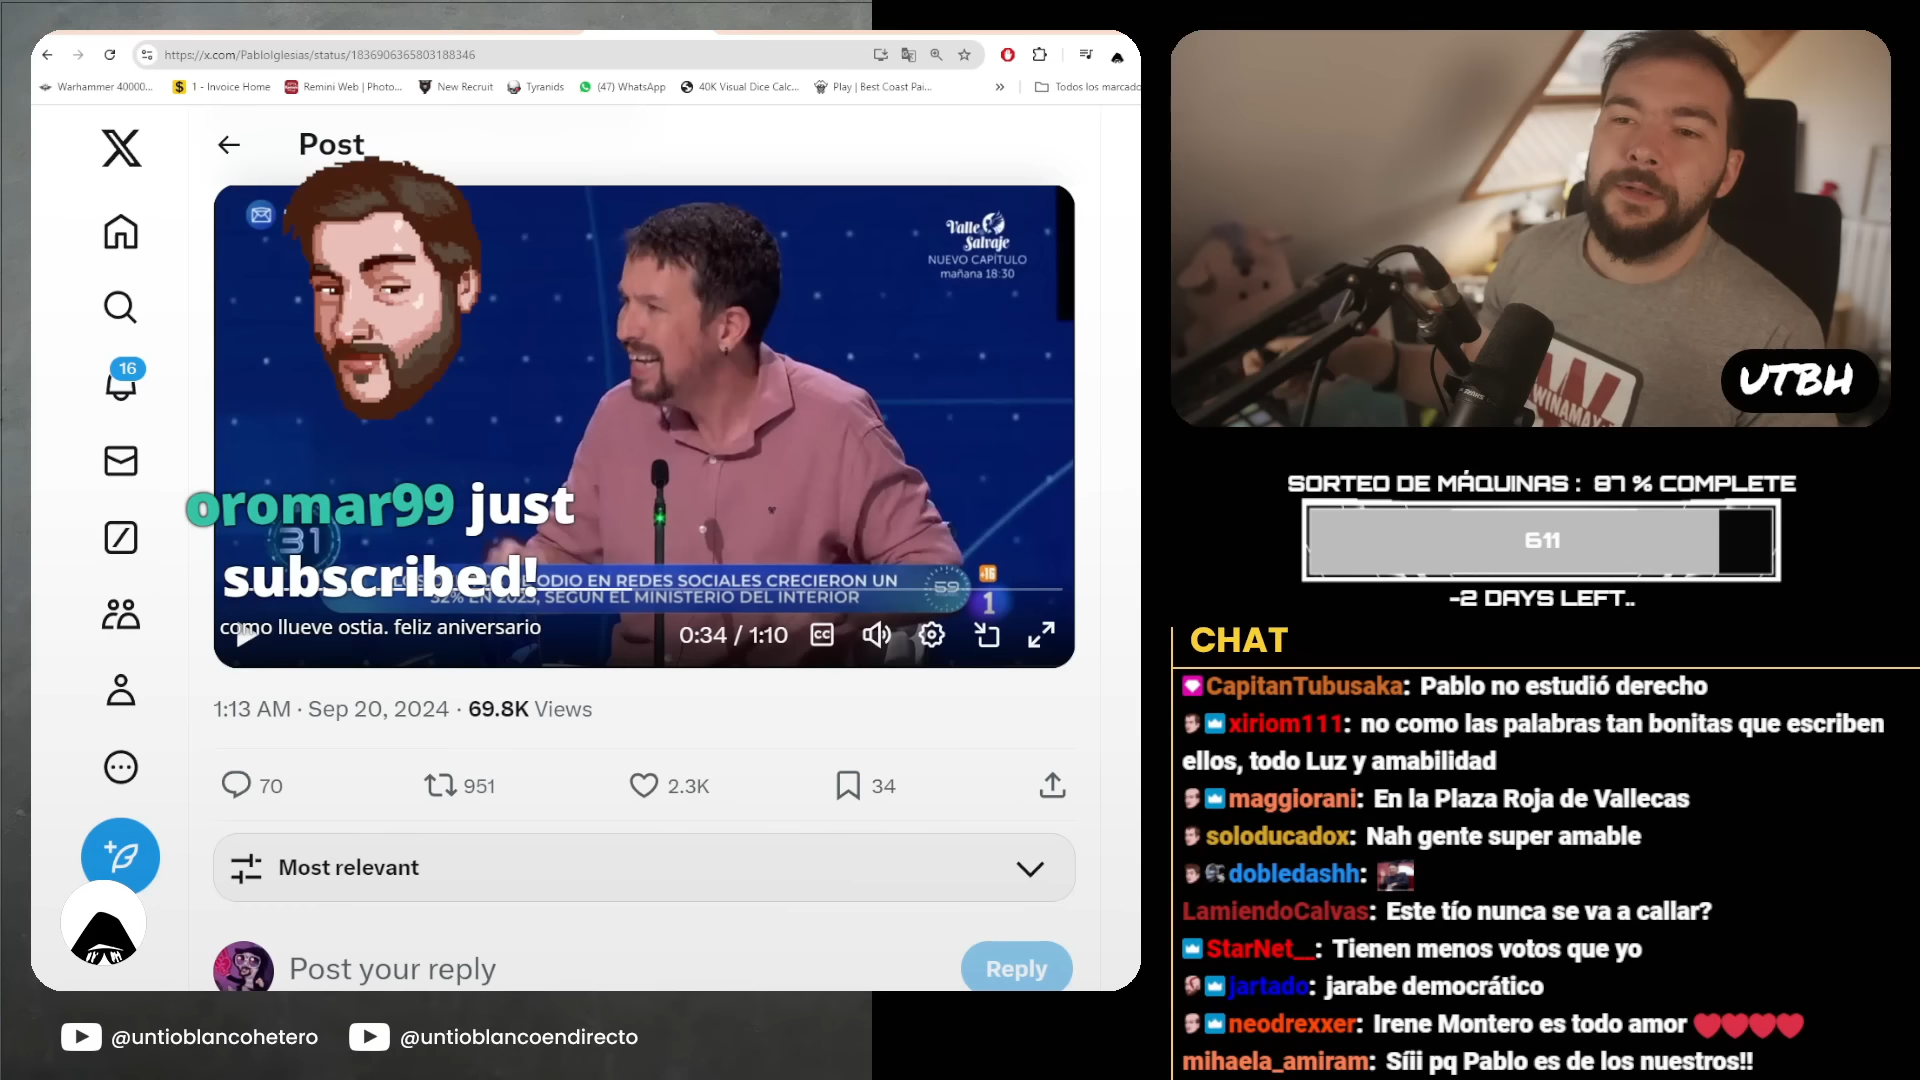 https://x.com/PabloIglesias/status/1836906365803188346
Warhammer 40000...
1 - Invoice Home
Remini Web | Photo...
New Recruit
Tyranids
(47) WhatsApp
40K Visual Dice Calc...
Play | Best Coast Pai...
Todos los marcado
Post
16
Valle Salvaje
NUEVO CAPÍTULO
mañana 18:30
oromar99 just
31
subscribed!
ODIO EN REDES SOCIALES CRECIERON UN
32% EN 2023, SEGÚN EL MINISTERIO DEL INTERIOR
59
+16
1
como llueve ostia. feliz aniversario
0:34 / 1:10
CC
1:13 AM · Sep 20, 2024 · 69.8K Views
70
951
2.3K
34
Most relevant
Post your reply
Reply
@untioblancohetero
@untioblancoendirecto
WINAMAX
UTBH
SORTEO DE MÁQUINAS : 87 % COMPLETE
611
-2 DAYS LEFT..
CHAT
CapitanTubusaka: Pablo no estudió derecho
xiriom111: no como las palabras tan bonitas que escriben
ellos, todo Luz y amabilidad
maggiorani: En la Plaza Roja de Vallecas
soloducadox: Nah gente super amable
dobledashh:
LamiendoCalvas: Este tío nunca se va a callar?
StarNet__: Tienen menos votos que yo
jartado: jarabe democrático
neodrexxer: Irene Montero es todo amor ❤❤❤❤
mihaela_amiram: Síii pq Pablo es de los nuestros!!